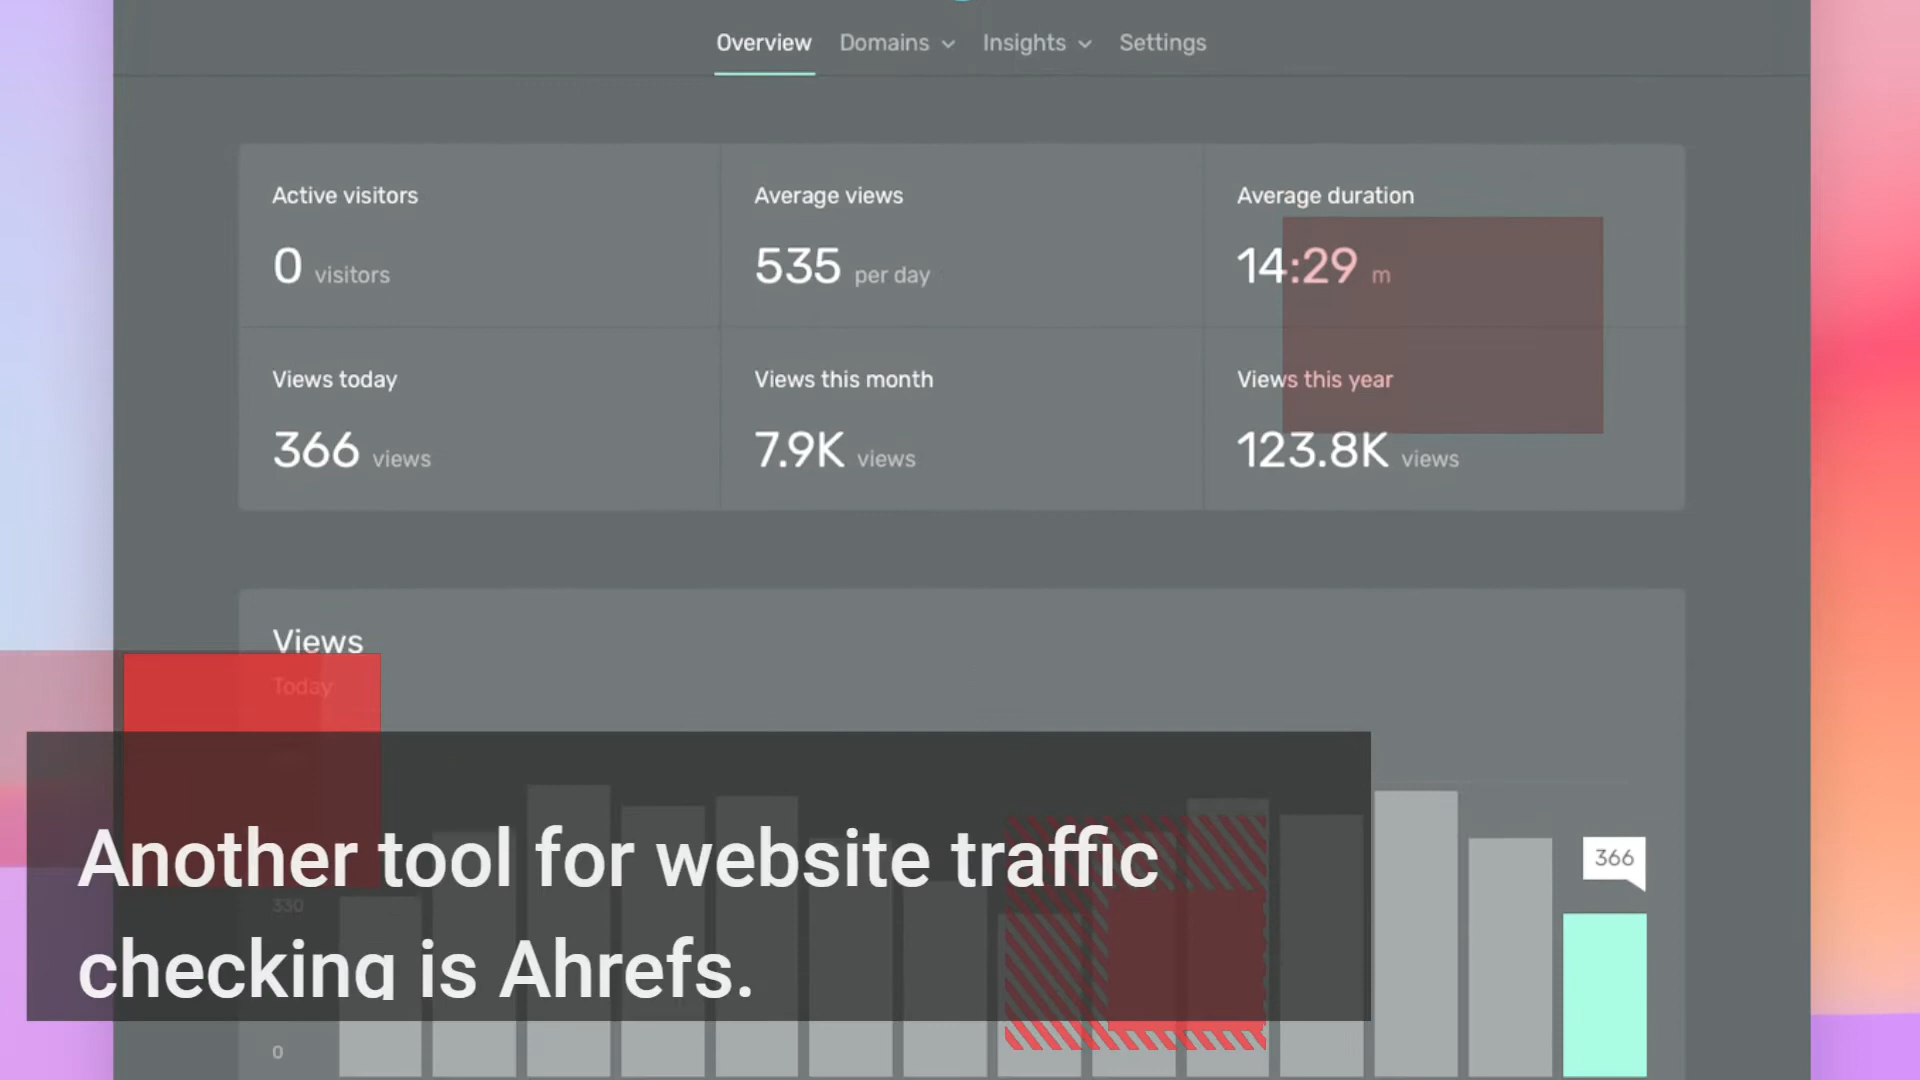 Overview Domains Insights Settings
Active visitors Average views Average duration
0 visitors 535 per day 14:29 m
Views today Views this month Views this year
366 views 7.9K views 123.8K views
Views
Today
366
330
0
Another tool for website traffic
checking is Ahrefs.